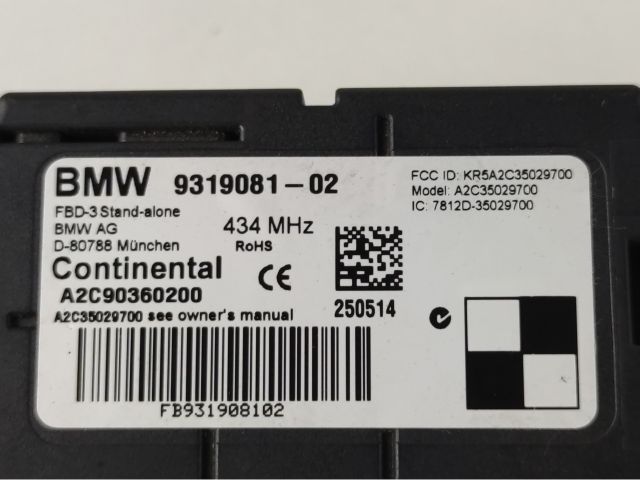 BMW 9319081-02
FBD-3 Stand-alone
BMW AG
D-80788 München
434 MHz
RoHS
Continental
CE
A2C90360200
A2C35029700 see owner's manual
250514
FB931908102
FCC ID: KR5A2C35029700
Model: A2C35029700
IC: 7812D-35029700